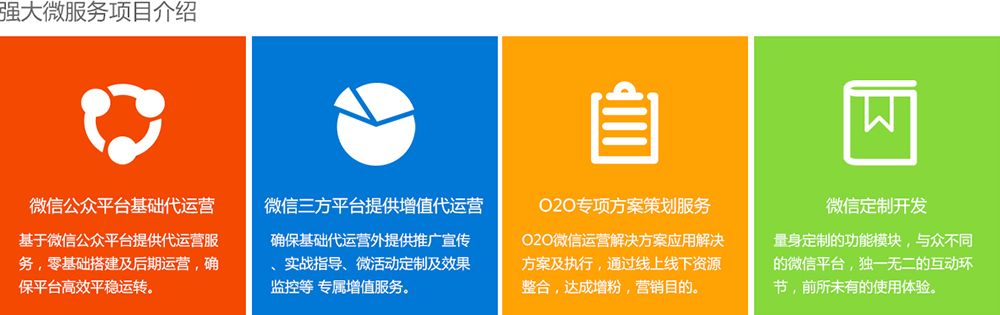 强大微服务项目介绍
微信公众平台基础代运营
基于微信公众平台提供代运营服
务，零基础搭建及后期运营，确
保平台高效平稳运转。
微信三方平台提供增值代运营
确保基础代运营外提供推广宣传
、实战指导、微活动定制及效果
监控等 专属增值服务。
O2O专项方案策划服务
O2O微信运营解决方案应用解决
方案及执行，通过线上线下资源
整合，达成增粉，营销目的。
微信定制开发
量身定制的功能模块，与众不同
的微信平台，独一无二的互动环
节，前所未有的使用体验。